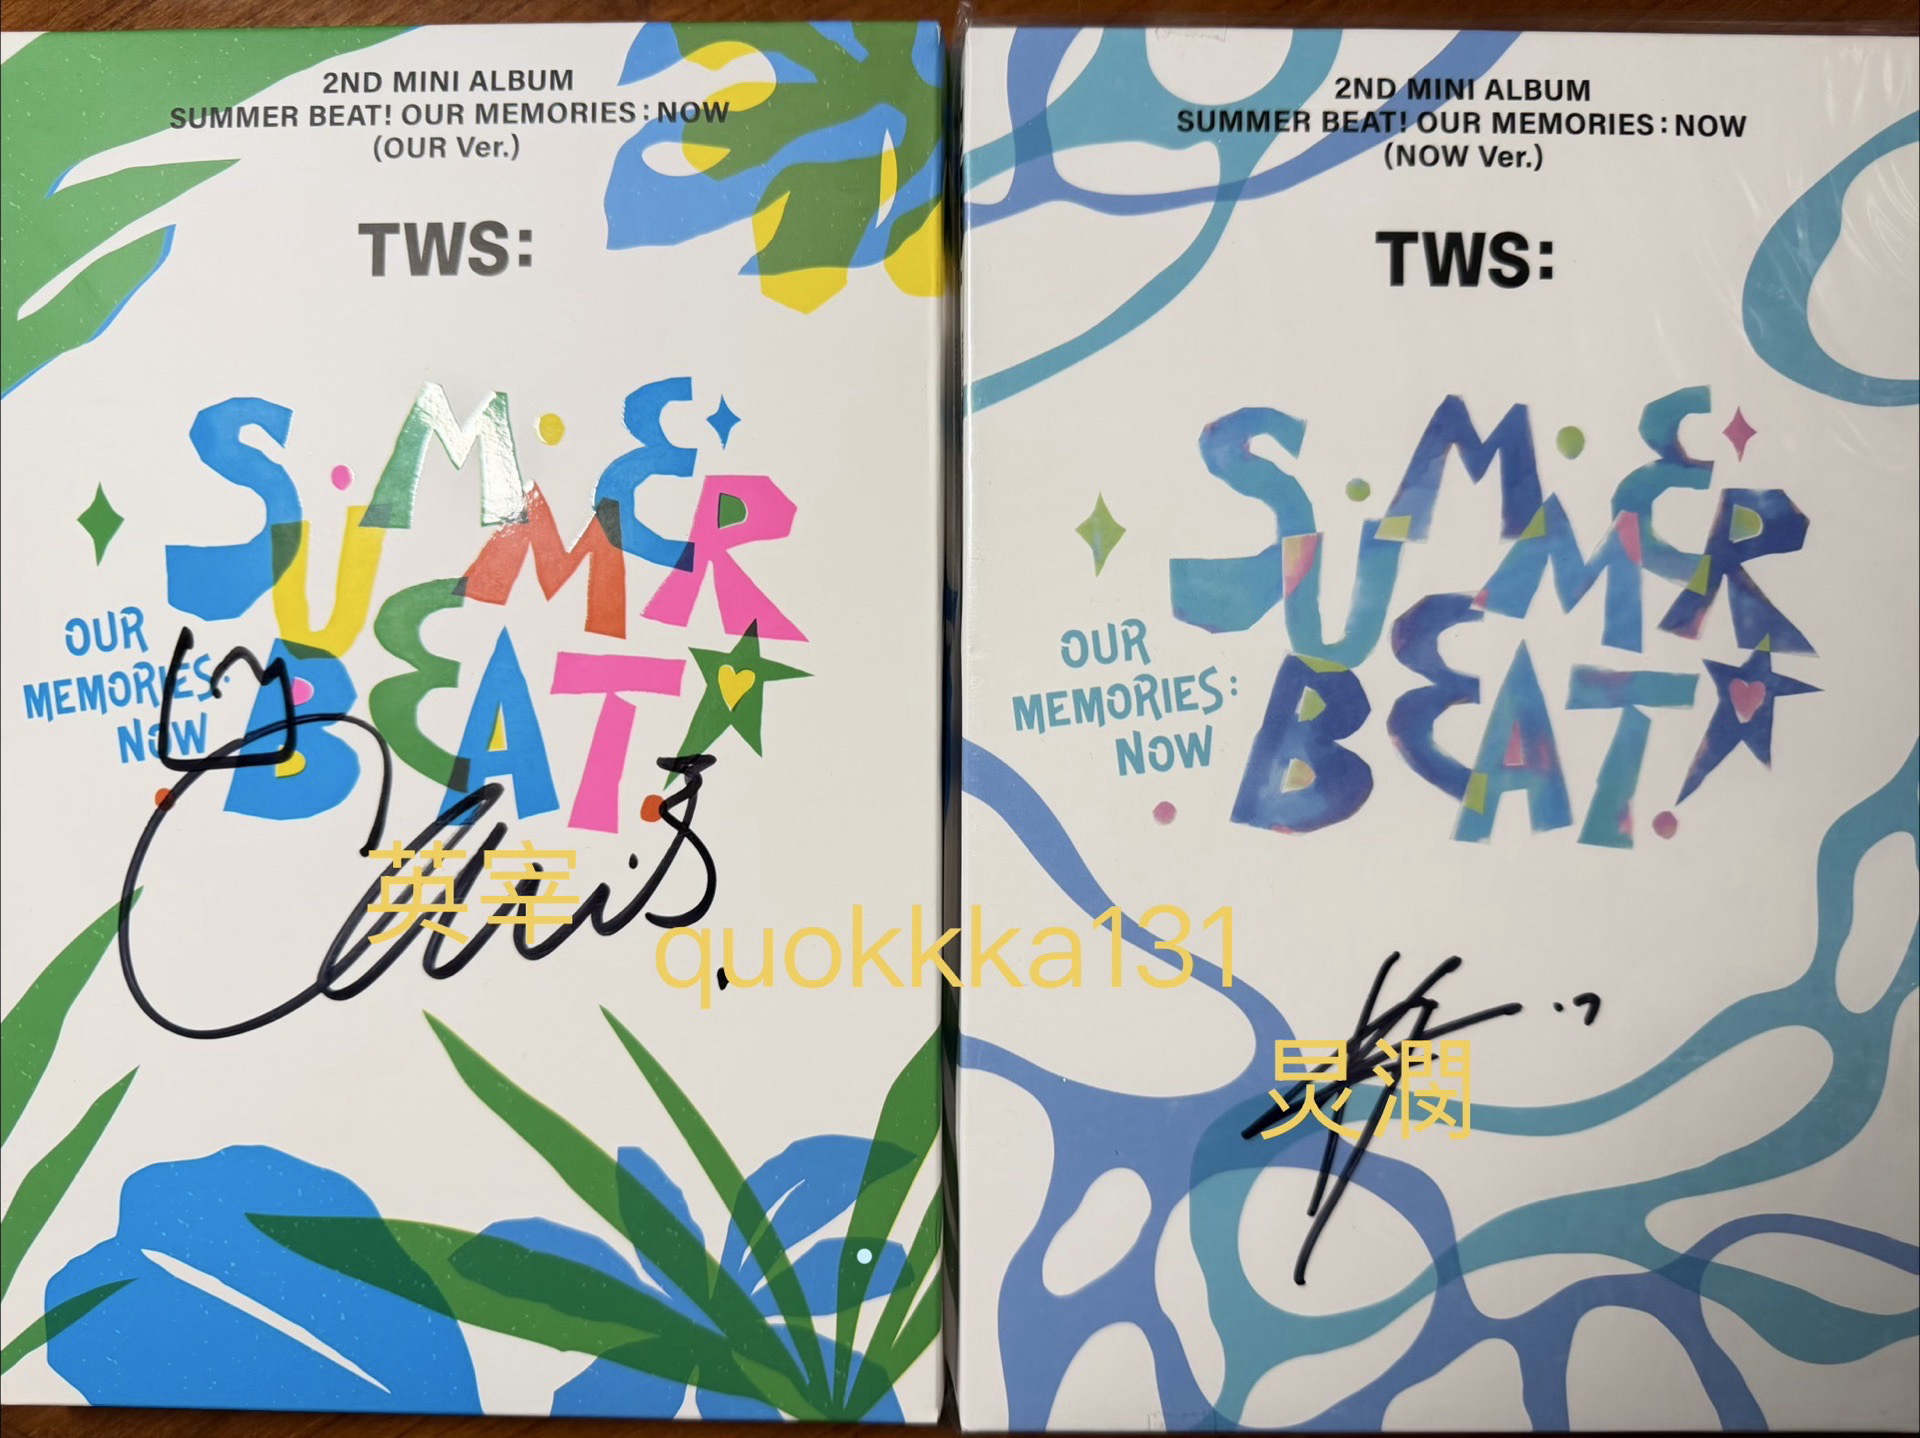 2ND MINI ALBUM
SUMMER BEAT! OUR MEMORIES : NOW
(OUR Ver.)
TWS:
SUMMER
BEAT!
OUR
MEMORIES:
NOW
英宰
2ND MINI ALBUM
SUMMER BEAT! OUR MEMORIES : NOW
(NOW Ver.)
TWS:
SUMMER
BEAT!
OUR
MEMORIES:
NOW
quokkka131
炅潤